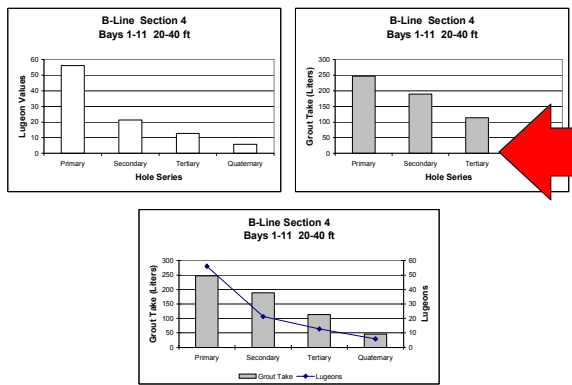 B-Line Section 4
Bays 1-11 20-40 ft
Lugeon Values
60
50
40
30
20
10
0
Primary Secondary Tertiary Quaternary
Hole Series
B-Line Section 4
Bays 1-11 20-40 ft
Grout Take (Liters)
300
250
200
150
100
50
0
Primary Secondary Tertiary
Hole Series
B-Line Section 4
Bays 1-11 20-40 ft
Grout Take (Liters)
300
250
200
150
100
50
0
60
50
40
30
20
10
0
Lugeons
Primary Secondary Tertiary Quaternary
Grout Take Lugeons